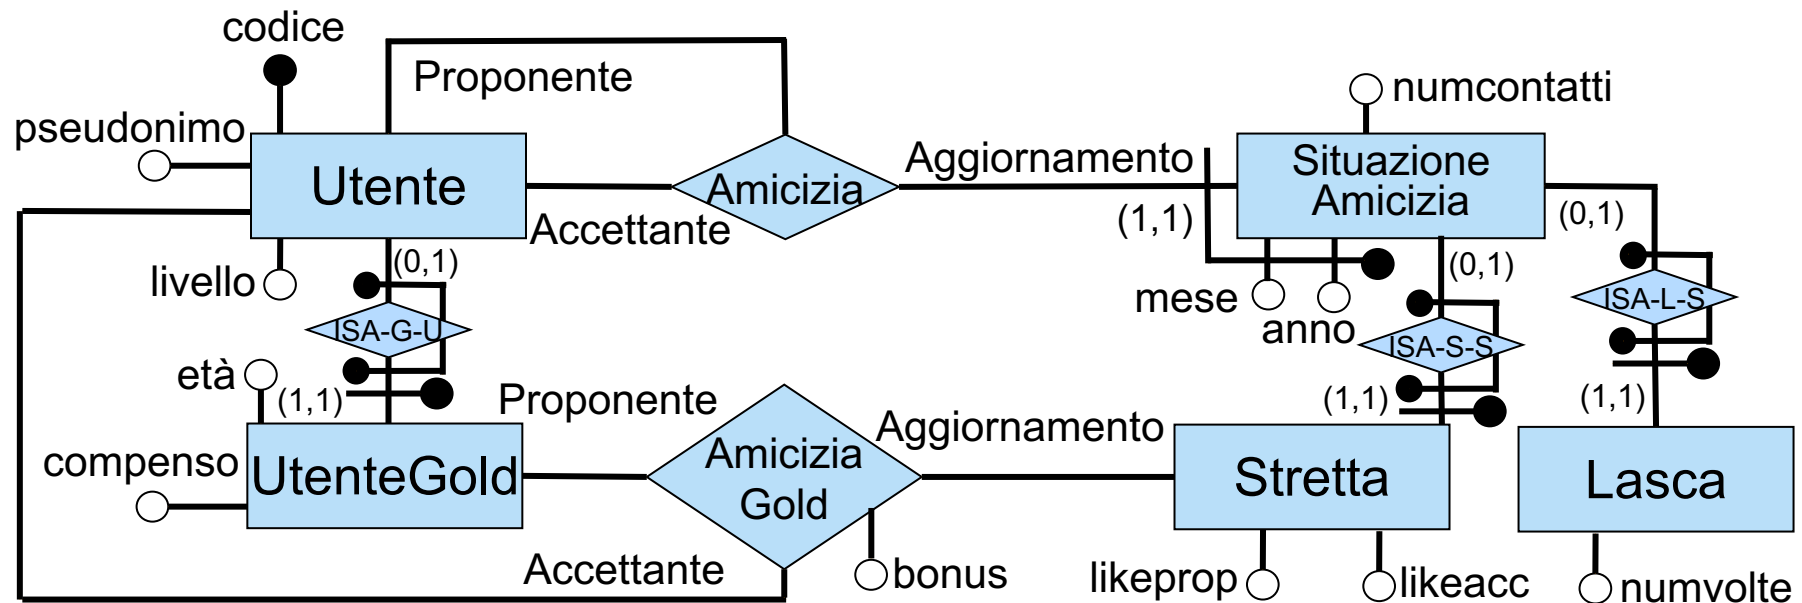 codice
Proponente
numcontatti
pseudonimo
Utente
Amicizia
Aggiornamento
Situazione
Amicizia
(1,1)
(0,1)
Accettante
livello
(0,1)
(0,1)
mese
anno
ISA-G-U
ISA-S-S
ISA-L-S
età
(1,1)
(1,1)
(1,1)
Proponente
Aggiornamento
compenso
UtenteGold
Amicizia
Gold
Stretta
Lasca
Accettante
bonus
likeprop
likeacc
numvolte